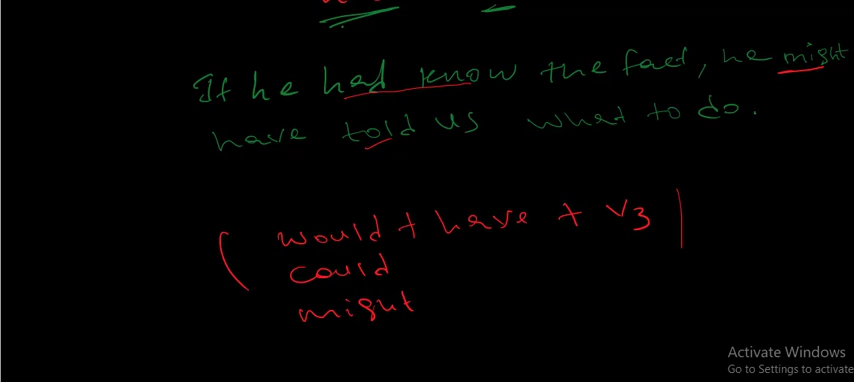 If he had know the fact, he might
have told us what to do.
( would + have + v3 |
could
might
Activate Windows
Go to Settings to activate